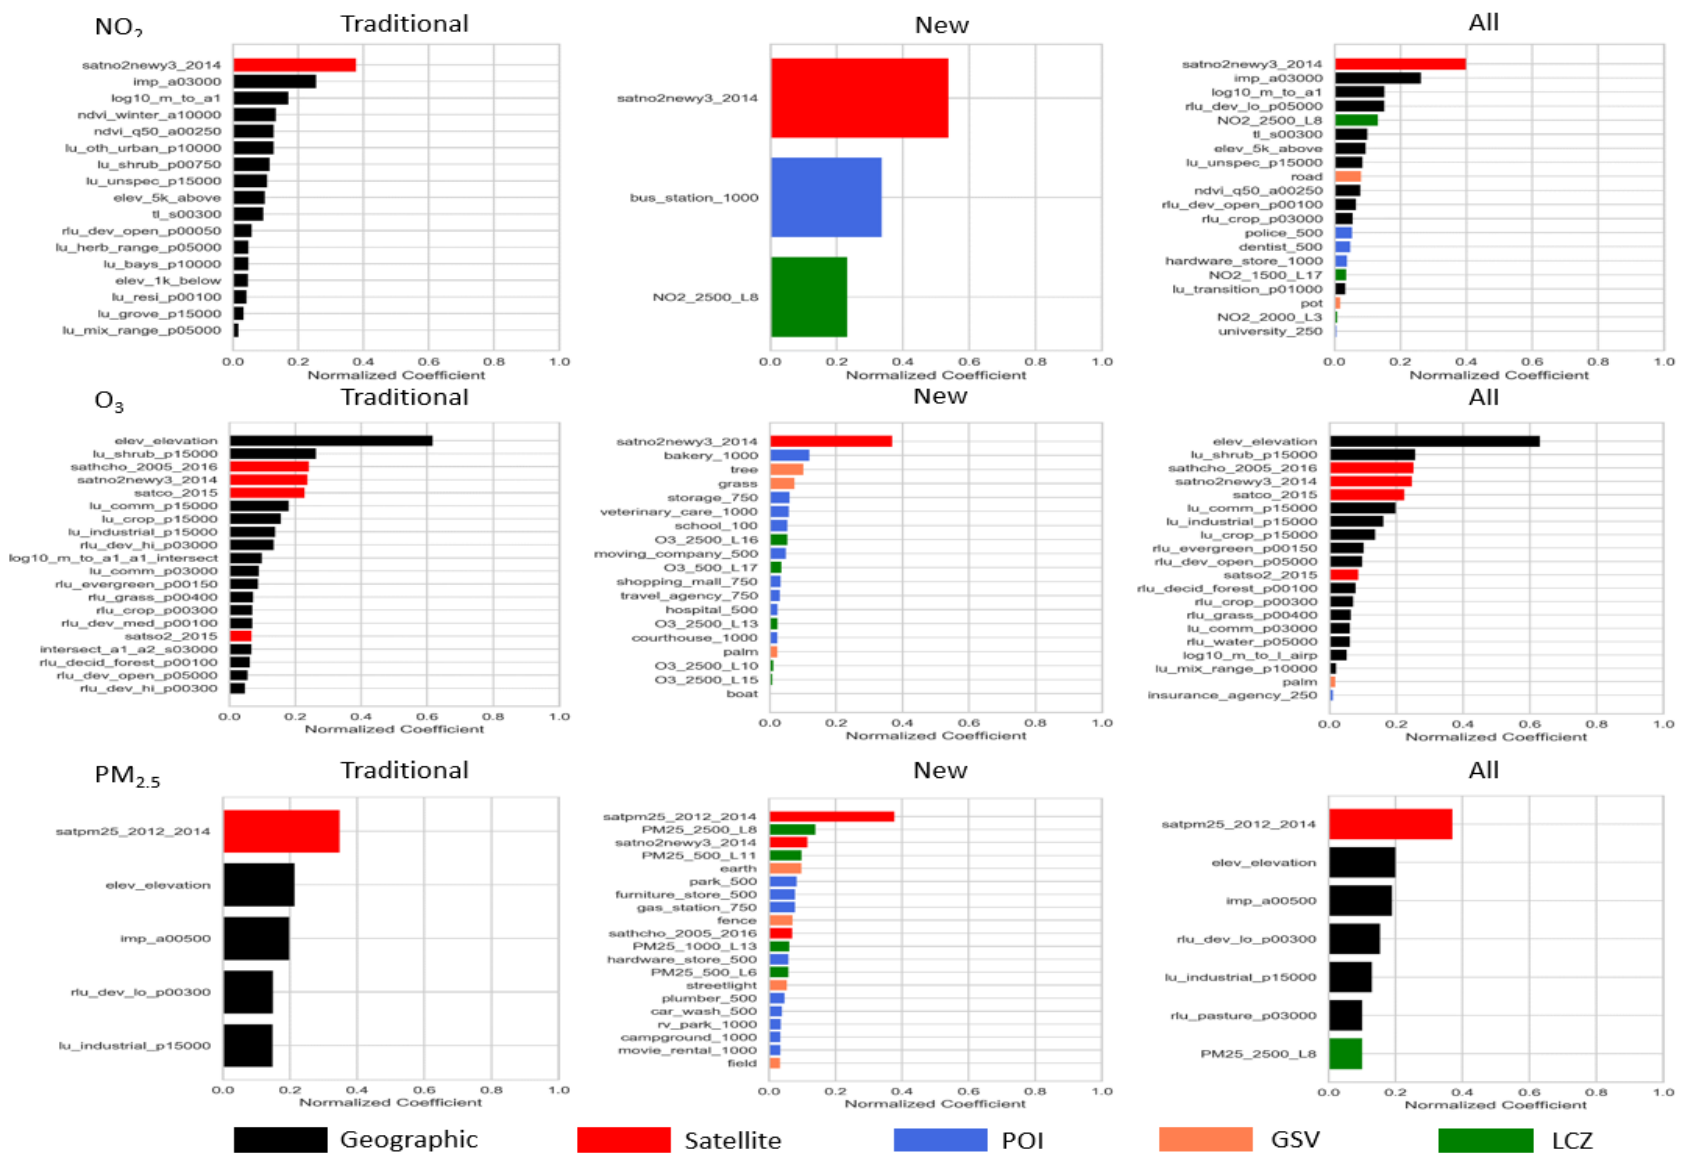 NO2
Traditional
satno2newy3_2014
imp_a03000
log10_m_to_a1
ndvi_winter_a10000
ndvi_q50_a00250
lu_oth_urban_p10000
lu_shrub_p00750
lu_unspec_p15000
elev_5k_above
tl_s00300
rlu_dev_open_p00050
lu_herb_range_p05000
lu_bays_p10000
elev_1k_below
lu_resi_p00100
lu_grove_p15000
lu_mix_range_p05000
0.0 0.2 0.4 0.6 0.8 1.0
Normalized Coefficient
New
satno2newy3_2014
bus_station_1000
NO2_2500_L8
0.0 0.2 0.4 0.6 0.8 1.0
Normalized Coefficient
All
satno2newy3_2014
imp_a03000
log10_m_to_a1
rlu_dev_lo_p05000
NO2_2500_L8
tl_s00300
elev_5k_above
lu_unspec_p15000
road
ndvi_q50_a00250
rlu_dev_open_p00100
rlu_crop_p03000
police_500
dentist_500
hardware_store_1000
NO2_1500_L17
lu_transition_p01000
pot
NO2_2000_L3
university_250
0.0 0.2 0.4 0.6 0.8 1.0
Normalized Coefficient
O3
Traditional
elev_elevation
lu_shrub_p15000
sathcho_2005_2016
satno2newy3_2014
satco_2015
lu_comm_p15000
lu_crop_p15000
lu_industrial_p15000
rlu_dev_hi_p03000
log10_m_to_a1_a1_intersect
lu_comm_p03000
rlu_evergreen_p00150
rlu_grass_p00400
rlu_crop_p00300
rlu_dev_med_p00100
satso2_2015
intersect_a1_a2_s03000
rlu_decid_forest_p00100
rlu_dev_open_p05000
rlu_dev_hi_p00300
0.0 0.2 0.4 0.6 0.8 1.0
Normalized Coefficient
New
satno2newy3_2014
bakery_1000
tree
grass
storage_750
veterinary_care_1000
school_100
O3_2500_L16
moving_company_500
O3_500_L17
shopping_mall_750
travel_agency_750
hospital_500
O3_2500_L13
courthouse_1000
palm
O3_2500_L10
O3_2500_L15
boat
0.0 0.2 0.4 0.6 0.8 1.0
Normalized Coefficient
All
elev_elevation
lu_shrub_p15000
sathcho_2005_2016
satno2newy3_2014
satco_2015
lu_comm_p15000
lu_industrial_p15000
lu_crop_p15000
rlu_evergreen_p00150
rlu_dev_open_p05000
satso2_2015
rlu_decid_forest_p00100
rlu_crop_p00300
rlu_grass_p00400
lu_comm_p03000
rlu_water_p05000
log10_m_to_l_airp
lu_mix_range_p10000
palm
insurance_agency_250
0.0 0.2 0.4 0.6 0.8 1.0
Normalized Coefficient
PM2.5
Traditional
satpm25_2012_2014
elev_elevation
imp_a00500
rlu_dev_lo_p00300
lu_industrial_p15000
0.0 0.2 0.4 0.6 0.8 1.0
Normalized Coefficient
New
satpm25_2012_2014
PM25_2500_L8
satno2newy3_2014
PM25_500_L11
earth
park_500
furniture_store_500
gas_station_750
fence
sathcho_2005_2016
PM25_1000_L13
hardware_store_500
PM25_500_L6
streetlight
plumber_500
car_wash_500
rv_park_1000
campground_1000
movie_rental_1000
field
0.0 0.2 0.4 0.6 0.8 1.0
Normalized Coefficient
All
satpm25_2012_2014
elev_elevation
imp_a00500
rlu_dev_lo_p00300
lu_industrial_p15000
rlu_pasture_p03000
PM25_2500_L8
0.0 0.2 0.4 0.6 0.8 1.0
Normalized Coefficient
Geographic Satellite POI GSV LCZ